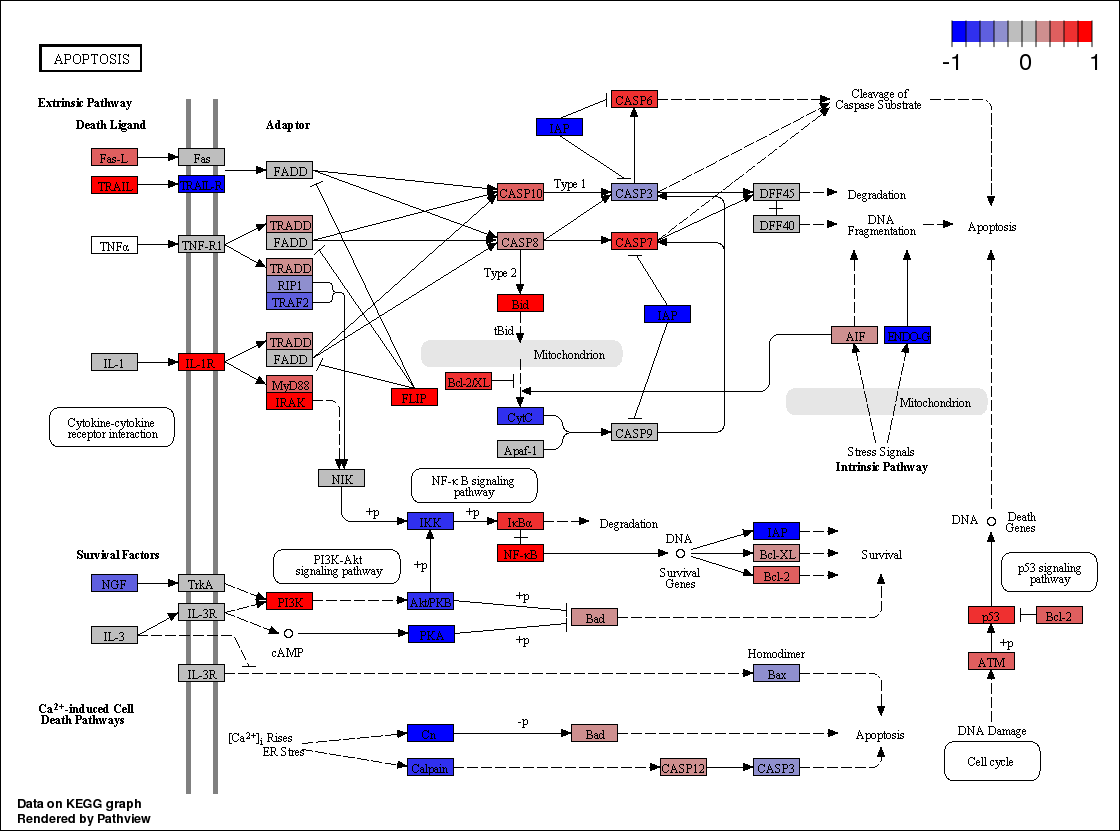 -1 0 1
APOPTOSIS
Extrinsic Pathway
Death Ligand
Adaptor
CASP6
Cleavage of
Caspase Substrate
IAP
Fas-L
Fas
FADD
TRAIL
TRAIL-R
CASP10
Type 1
CASP3
DFF45
Degradation
TNFα
TNF-R1
TRADD
FADD
CASP8
CASP7
DFF40
DNA
Fragmentation
Apoptosis
TRADD
RIP1
TRAF2
Type 2
Bid
IAP
tBid
Mitochondrion
AIF
ENDO-G
IL-1
IL-1R
TRADD
FADD
MyD88
IRAK
FLIP
Bcl-2/XL
CytC
CASP9
Apaf-1
Mitochondrion
Cytokine-cytokine
receptor interaction
Stress Signals
Intrinsic Pathway
NIK
NF-κ B signaling
pathway
+p
IKK
+p
IκBα
Degradation
NF-κB
DNA
Survival
Genes
IAP
Bcl-XL
Bcl-2
Survival
DNA
Death
Genes
Survival Factors
PI3K-Akt
signaling pathway
+p
p53 signaling
pathway
NGF
TrkA
PI3K
Akt/PKB
+p
Bad
IL-3R
IL-3
cAMP
PKA
+p
p53
Bcl-2
+p
ATM
IL-3R
Homodimer
Bax
Ca2+-induced Cell
Death Pathways
[Ca2+]i Rises
ER Stres
Ca
-p
Bad
Apoptosis
DNA Damage
Calpain
CASP12
CASP3
Cell cycle
Data on KEGG graph
Rendered by Pathview